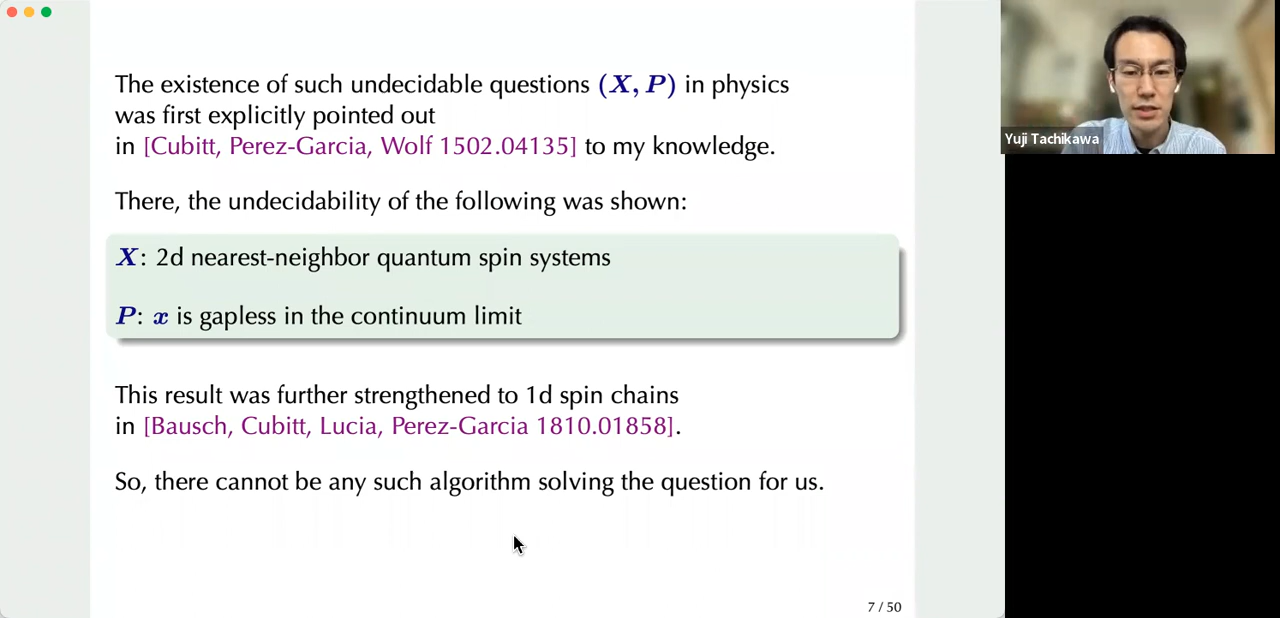 The existence of such undecidable questions (X, P) in physics
was first explicitly pointed out
in [Cubitt, Perez-Garcia, Wolf 1502.04135] to my knowledge.
There, the undecidability of the following was shown:
X: 2d nearest-neighbor quantum spin systems
P: x is gapless in the continuum limit
This result was further strengthened to 1d spin chains
in [Bausch, Cubitt, Lucia, Perez-Garcia 1810.01858].
So, there cannot be any such algorithm solving the question for us.
7 / 50
Yuji Tachikawa